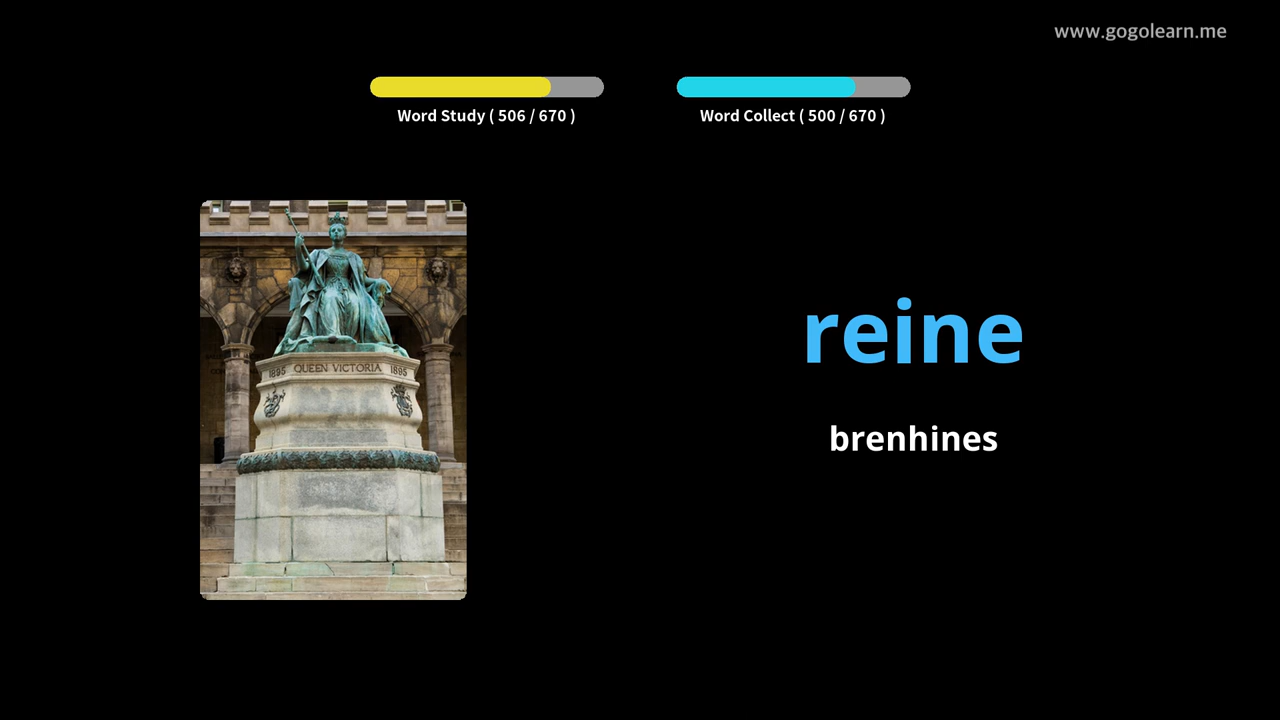 www.gogolearn.me
Word Study ( 506 / 670 )
Word Collect ( 500 / 670 )
1895 QUEEN VICTORIA 1895
reine
brenhines